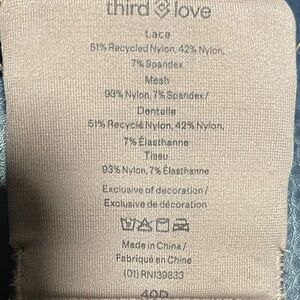 third love
Lace
51% Recycled Nylon, 42% Nylon,
7% Spandex
Mesh
93% Nylon, 7% Spandex /
Dentelle
51% Recyclé Nylon, 42% Nylon,
7% Élasthanne
Tissu
93% Nylon, 7% Élasthanne
Exclusive of decoration /
Exclusive de décoration
Made in China /
Fabriqué en Chine
(01) RN139833
40D